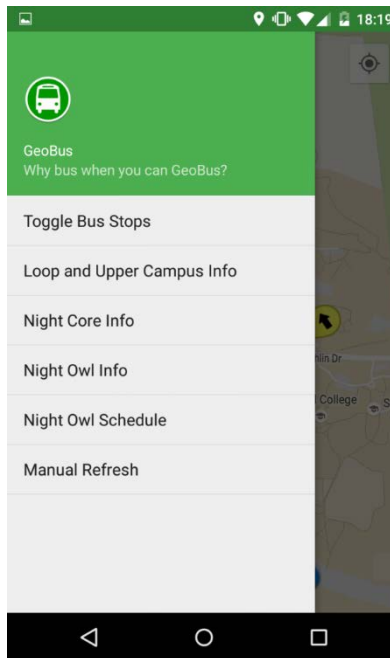 18:19
GeoBus
Why bus when you can GeoBus?
Toggle Bus Stops
Loop and Upper Campus Info
Night Core Info
Night Owl Info
Night Owl Schedule
Manual Refresh
Dr
College
S